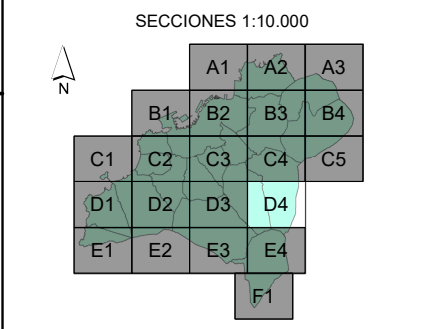 SECCIONES 1:10.000
N
A1 A2 A3
B1 B2 B3 B4
C1 C2 C3 C4 C5
D1 D2 D3 D4
E1 E2 E3 E4
F1